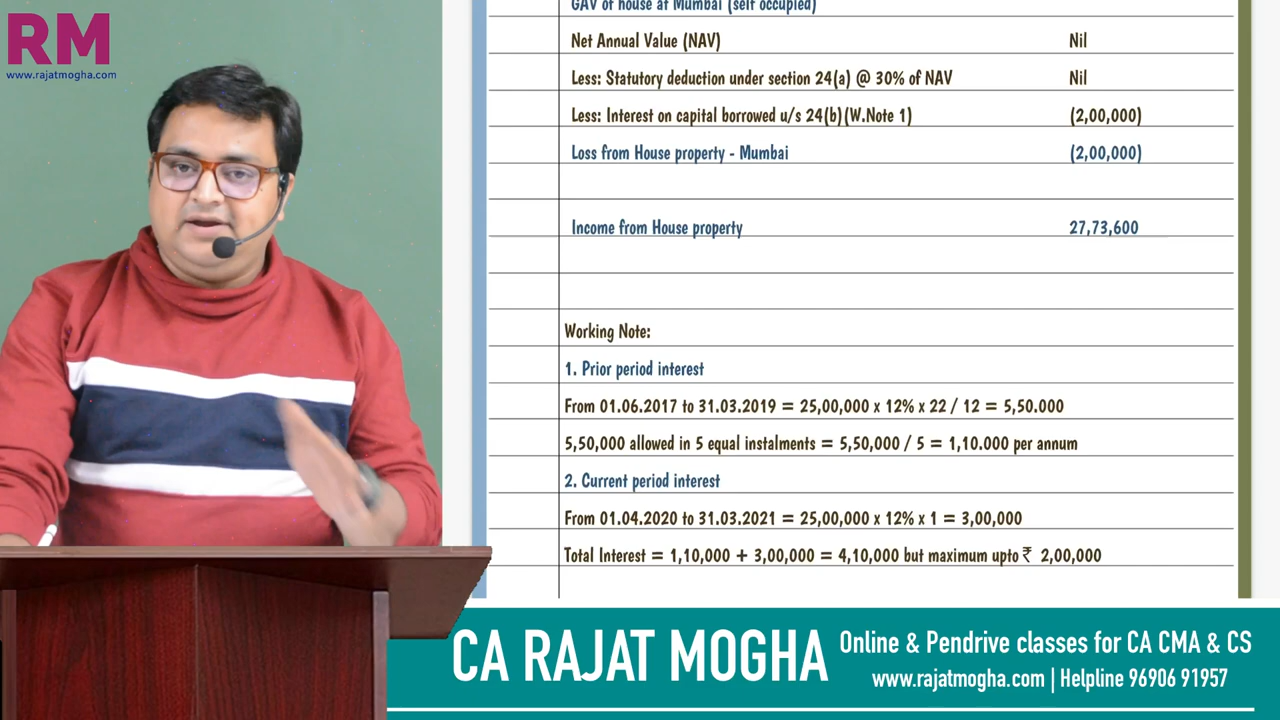 RM
www.rajatmogha.com
GAV of house at Mumbai (self occupied)
Net Annual Value (NAV) Nil
Less: Statutory deduction under section 24(a) @ 30% of NAV Nil
Less: Interest on capital borrowed u/s 24(b)(W.Note 1) (2,00,000)
Loss from House property - Mumbai (2,00,000)
Income from House property 27,73,600
Working Note:
1. Prior period interest
From 01.06.2017 to 31.03.2019 = 25,00,000 x 12% x 22 / 12 = 5,50.000
5,50,000 allowed in 5 equal instalments = 5,50,000 / 5 = 1,10.000 per annum
2. Current period interest
From 01.04.2020 to 31.03.2021 = 25,00,000 x 12% x 1 = 3,00,000
Total Interest = 1,10,000 + 3,00,000 = 4,10,000 but maximum upto ₹ 2,00,000
CA RAJAT MOGHA
Online & Pendrive classes for CA CMA & CS
www.rajatmogha.com | Helpline 96906 91957